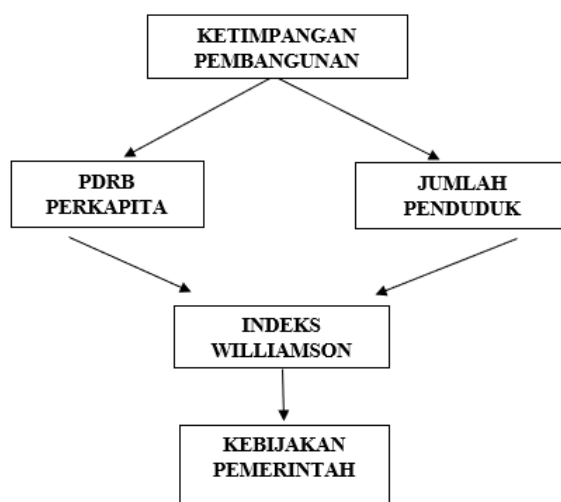 KETIMPANGAN
PEMBANGUNAN
PDRB
PERKAPITA
JUMLAH
PENDUDUK
INDEKS
WILLIAMSON
KEBIJAKAN
PEMERINTAH